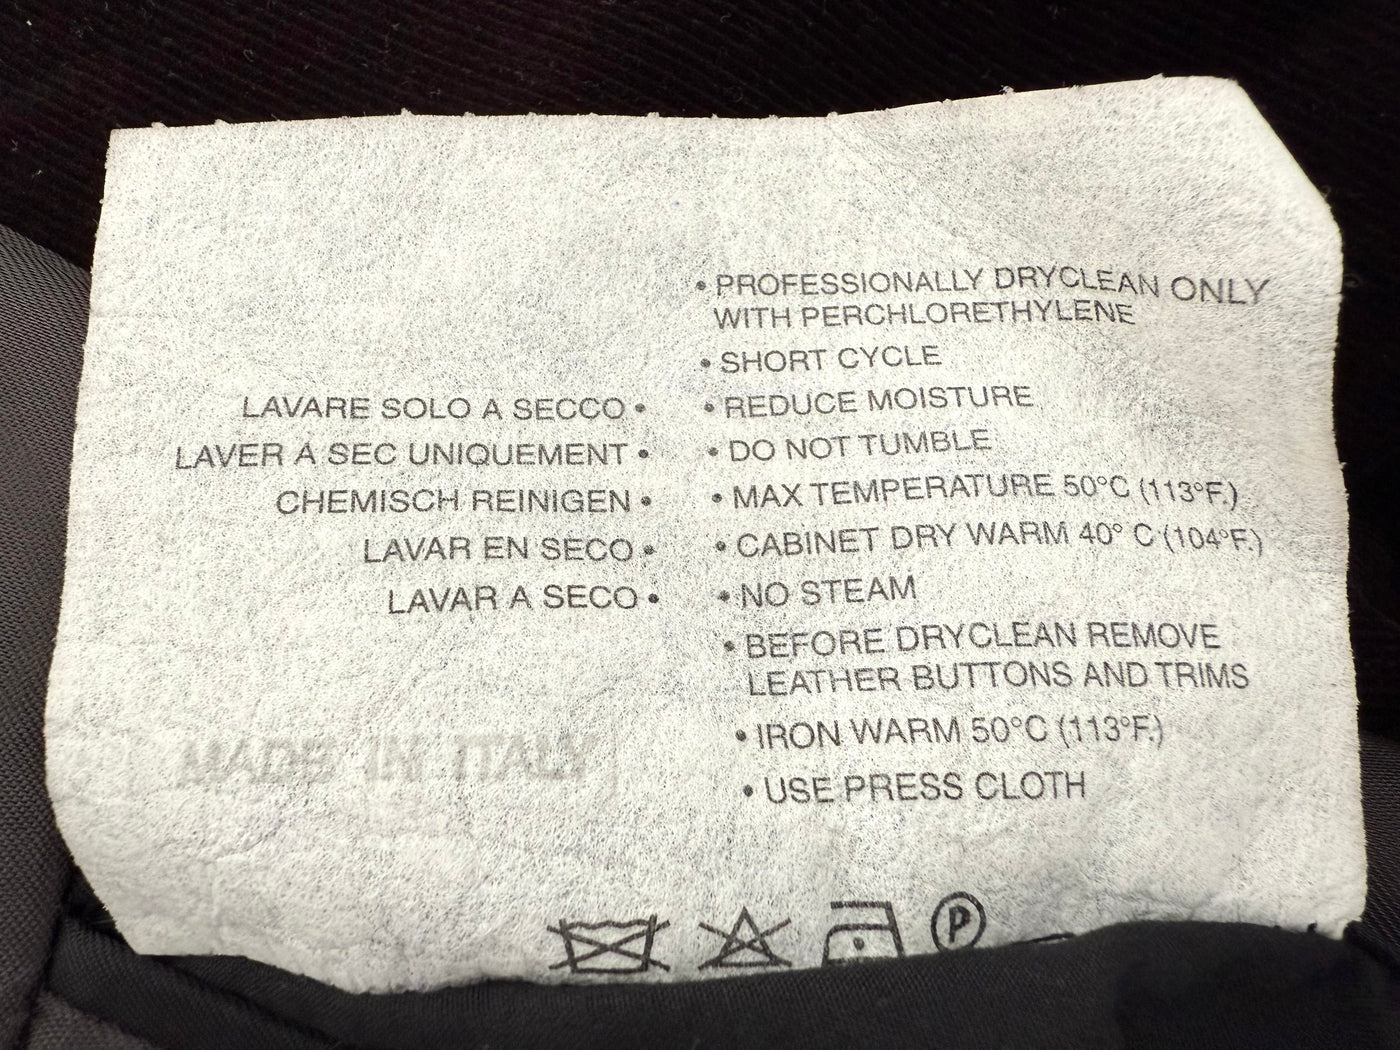 LAVARE SOLO A SECCO •
LAVER A SEC UNIQUEMENT •
CHEMISCH REINIGEN •
LAVAR EN SECO •
LAVAR A SECO •
MADE IN ITALY
• PROFESSIONALLY DRYCLEAN ONLY
WITH PERCHLORETHYLENE
• SHORT CYCLE
• REDUCE MOISTURE
• DO NOT TUMBLE
• MAX TEMPERATURE 50°C (113°F.)
• CABINET DRY WARM 40° C (104°F.)
• NO STEAM
• BEFORE DRYCLEAN REMOVE
LEATHER BUTTONS AND TRIMS
• IRON WARM 50°C (113°F.)
• USE PRESS CLOTH
P